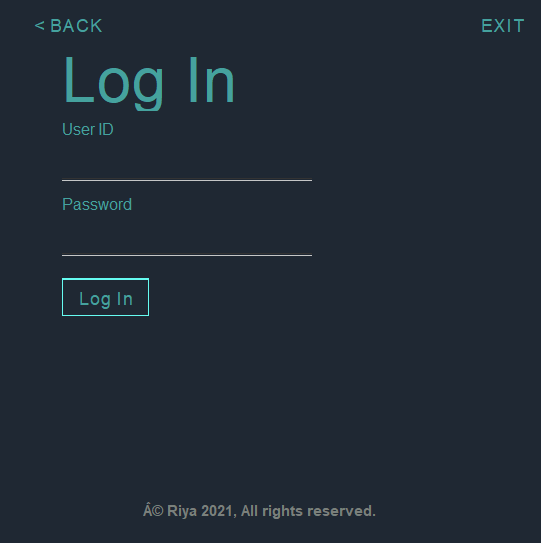 < BACK EXIT
Log In
User ID
Password
Log In
Â© Riya 2021, All rights reserved.